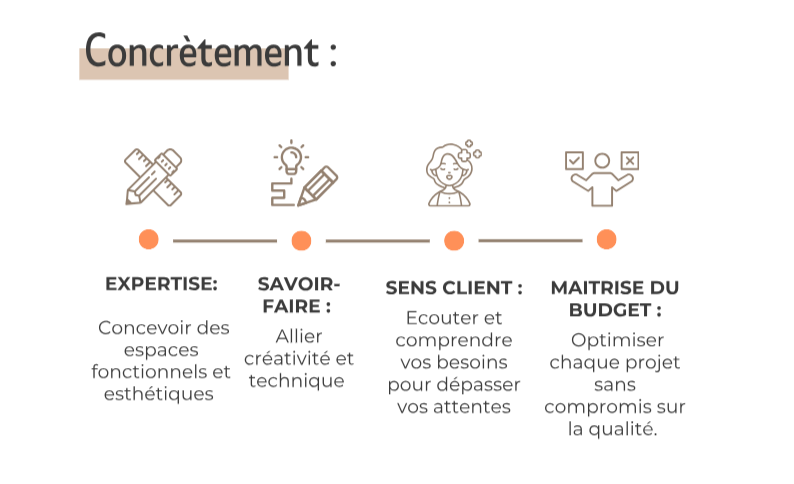 Concrètement :
EXPERTISE:
Concevoir des
espaces
fonctionnels et
esthétiques
SAVOIR-
FAIRE :
Allier
créativité et
technique
SENS CLIENT :
Ecouter et
comprendre
vos besoins
pour dépasser
vos attentes
MAITRISE DU
BUDGET :
Optimiser
chaque projet
sans
compromis sur
la qualité.